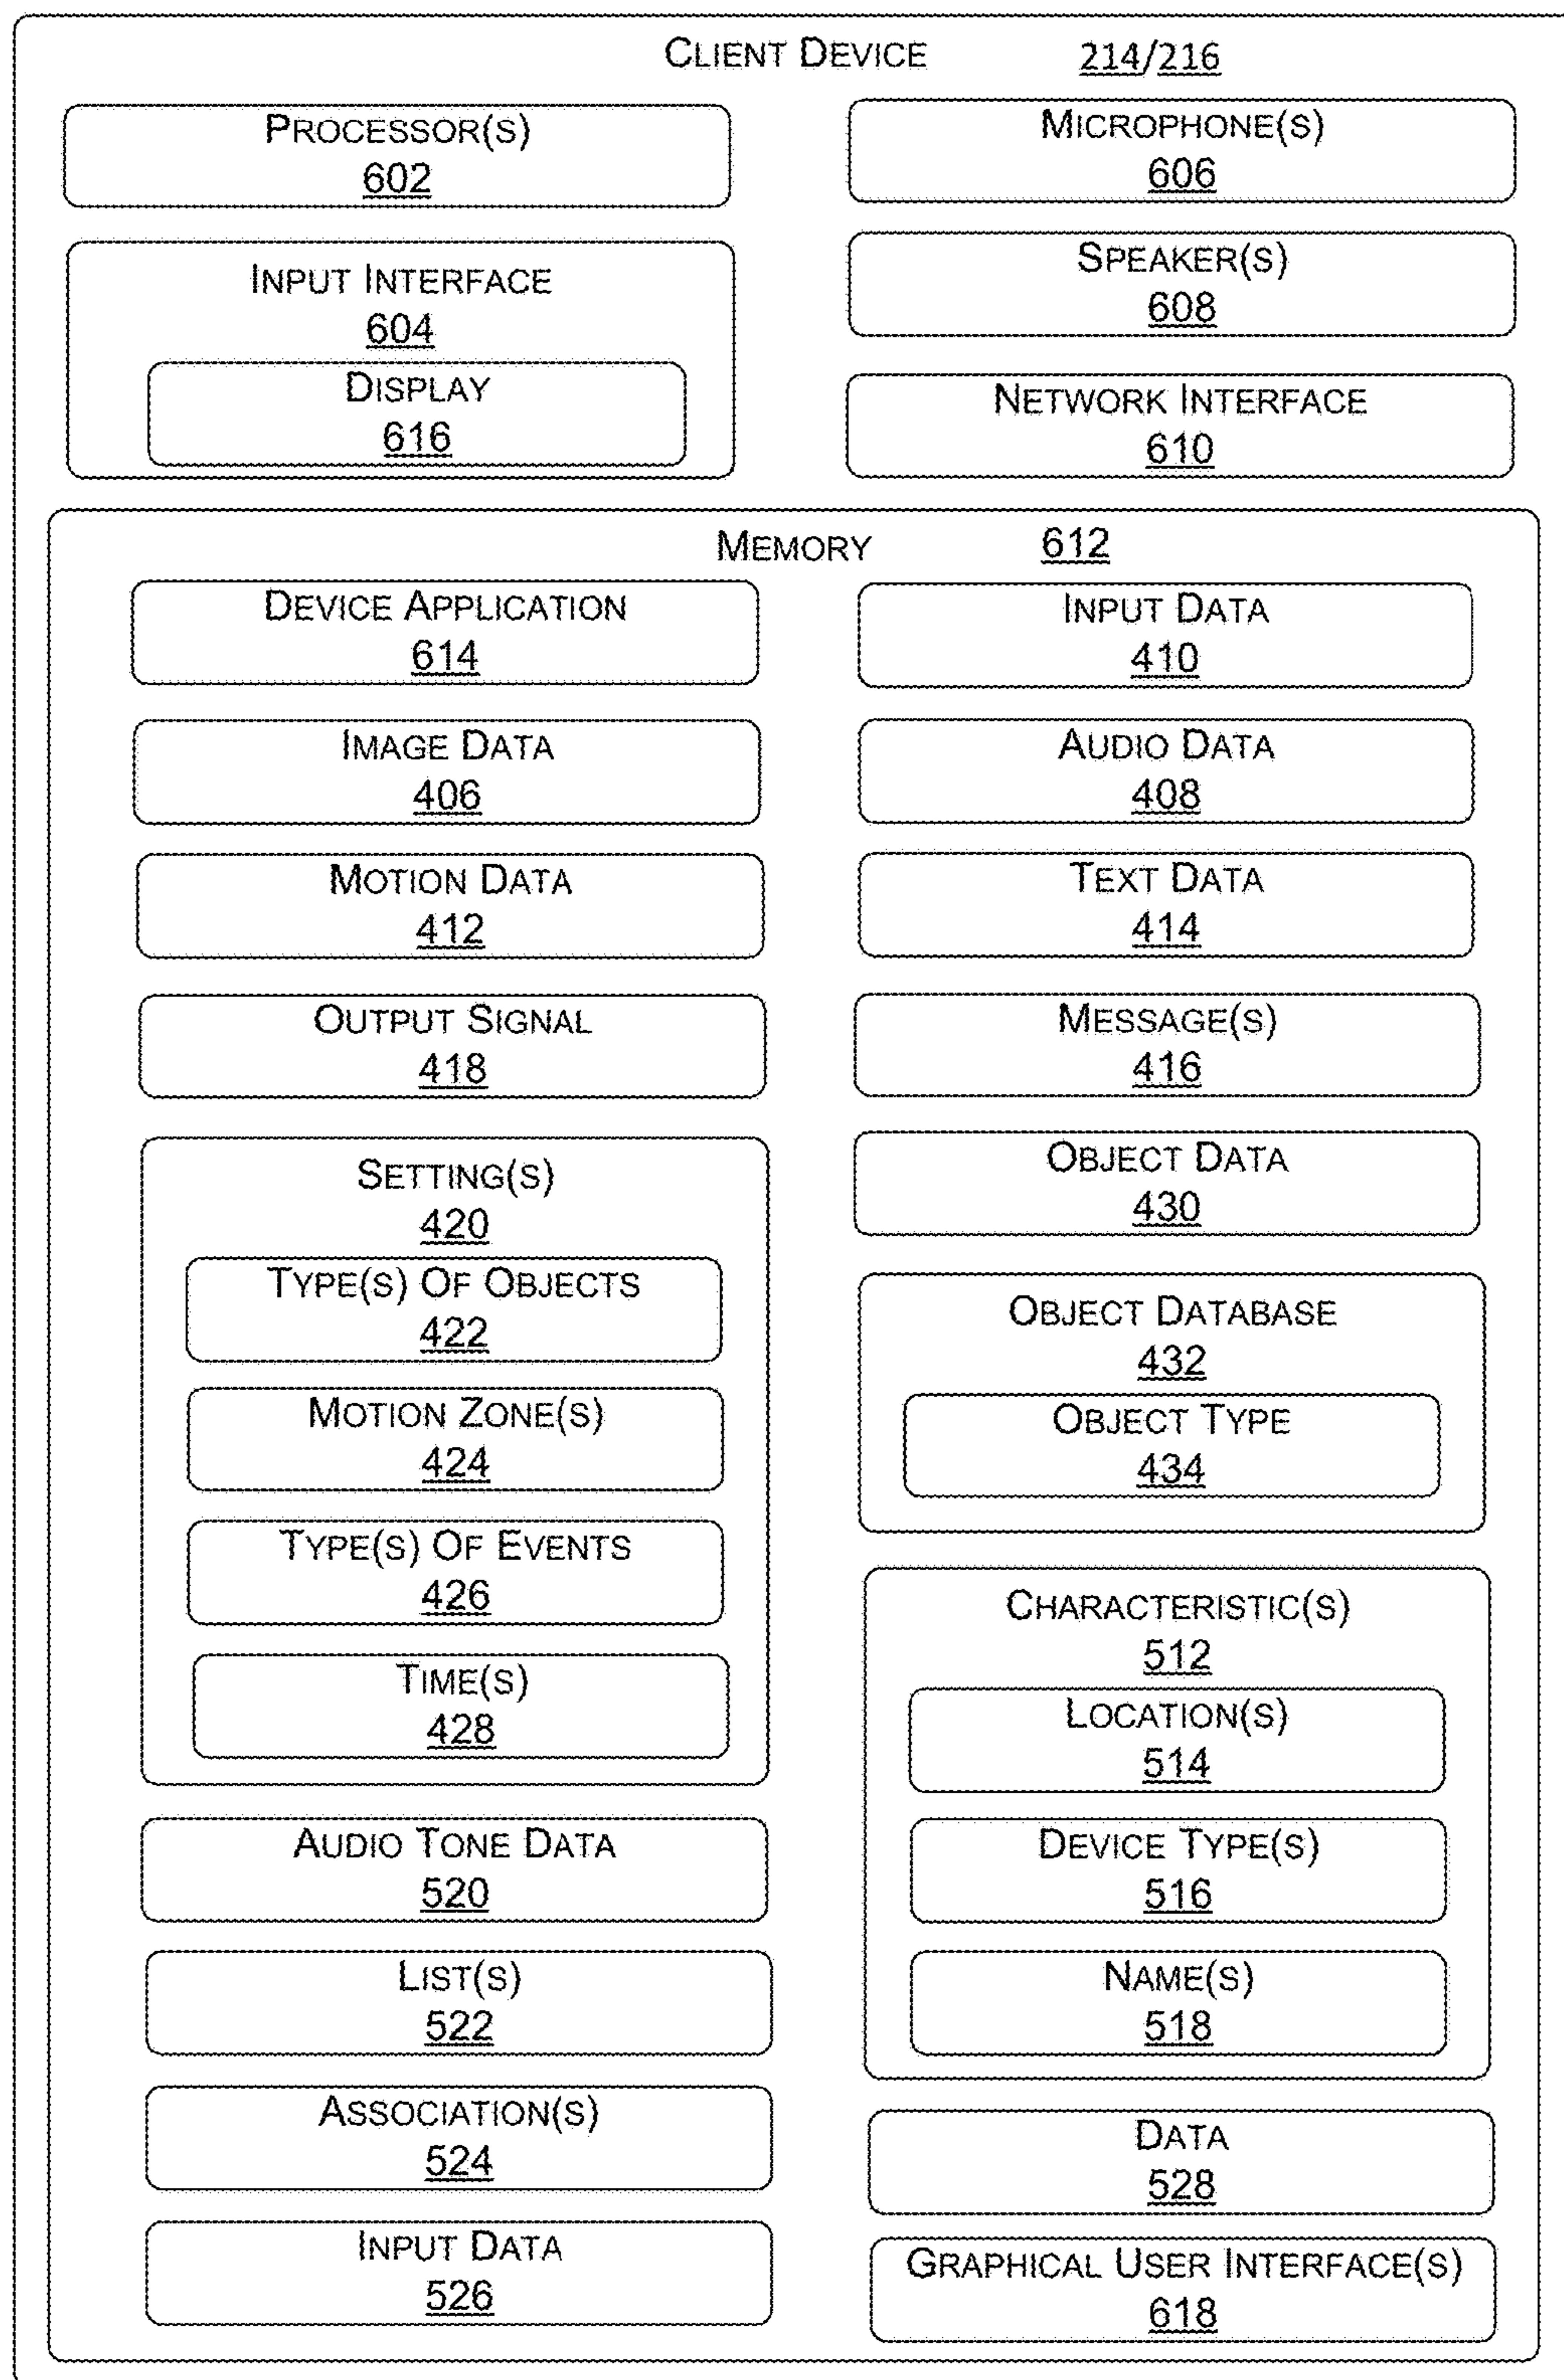 CLIENT DEVICE 214/216
PROCESSOR(S)
602
MICROPHONE(S)
606
INPUT INTERFACE
604
DISPLAY
616
SPEAKER(S)
608
NETWORK INTERFACE
610
MEMORY 612
DEVICE APPLICATION
614
INPUT DATA
410
IMAGE DATA
406
AUDIO DATA
408
MOTION DATA
412
TEXT DATA
414
OUTPUT SIGNAL
418
MESSAGE(S)
416
SETTING(S)
420
TYPE(S) OF OBJECTS
422
MOTION ZONE(S)
424
TYPE(S) OF EVENTS
426
TIME(S)
428
OBJECT DATA
430
OBJECT DATABASE
432
OBJECT TYPE
434
CHARACTERISTIC(S)
512
LOCATION(S)
514
DEVICE TYPE(S)
516
NAME(S)
518
AUDIO TONE DATA
520
LIST(S)
522
ASSOCIATION(S)
524
DATA
528
INPUT DATA
526
GRAPHICAL USER INTERFACE(S)
618